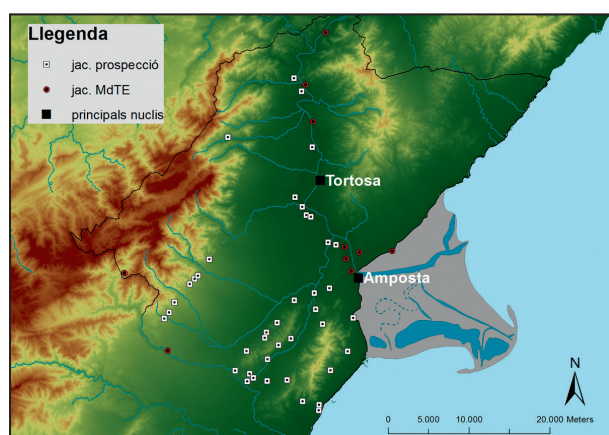 Llegenda
jac. prospecció
jac. MdTE
principals nuclis
Tortosa
Amposta
N
0 5.000 10.000 20.000 Meters